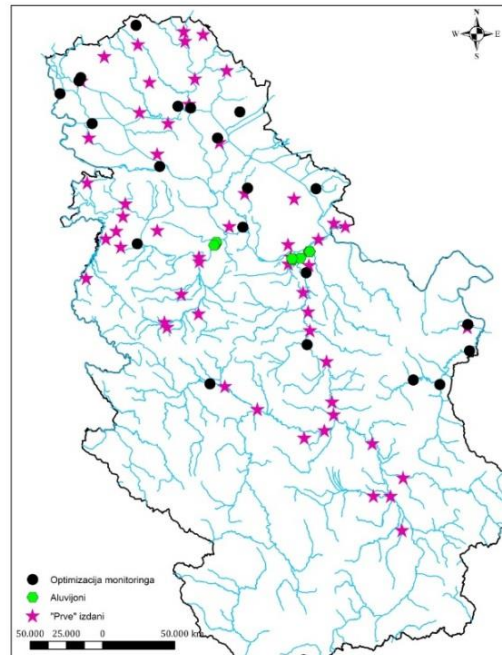 N
W E
S
Optimizacija monitoringa
Aluvijoni
"Prve" izdani
50.000 25.000 0 50.000 km